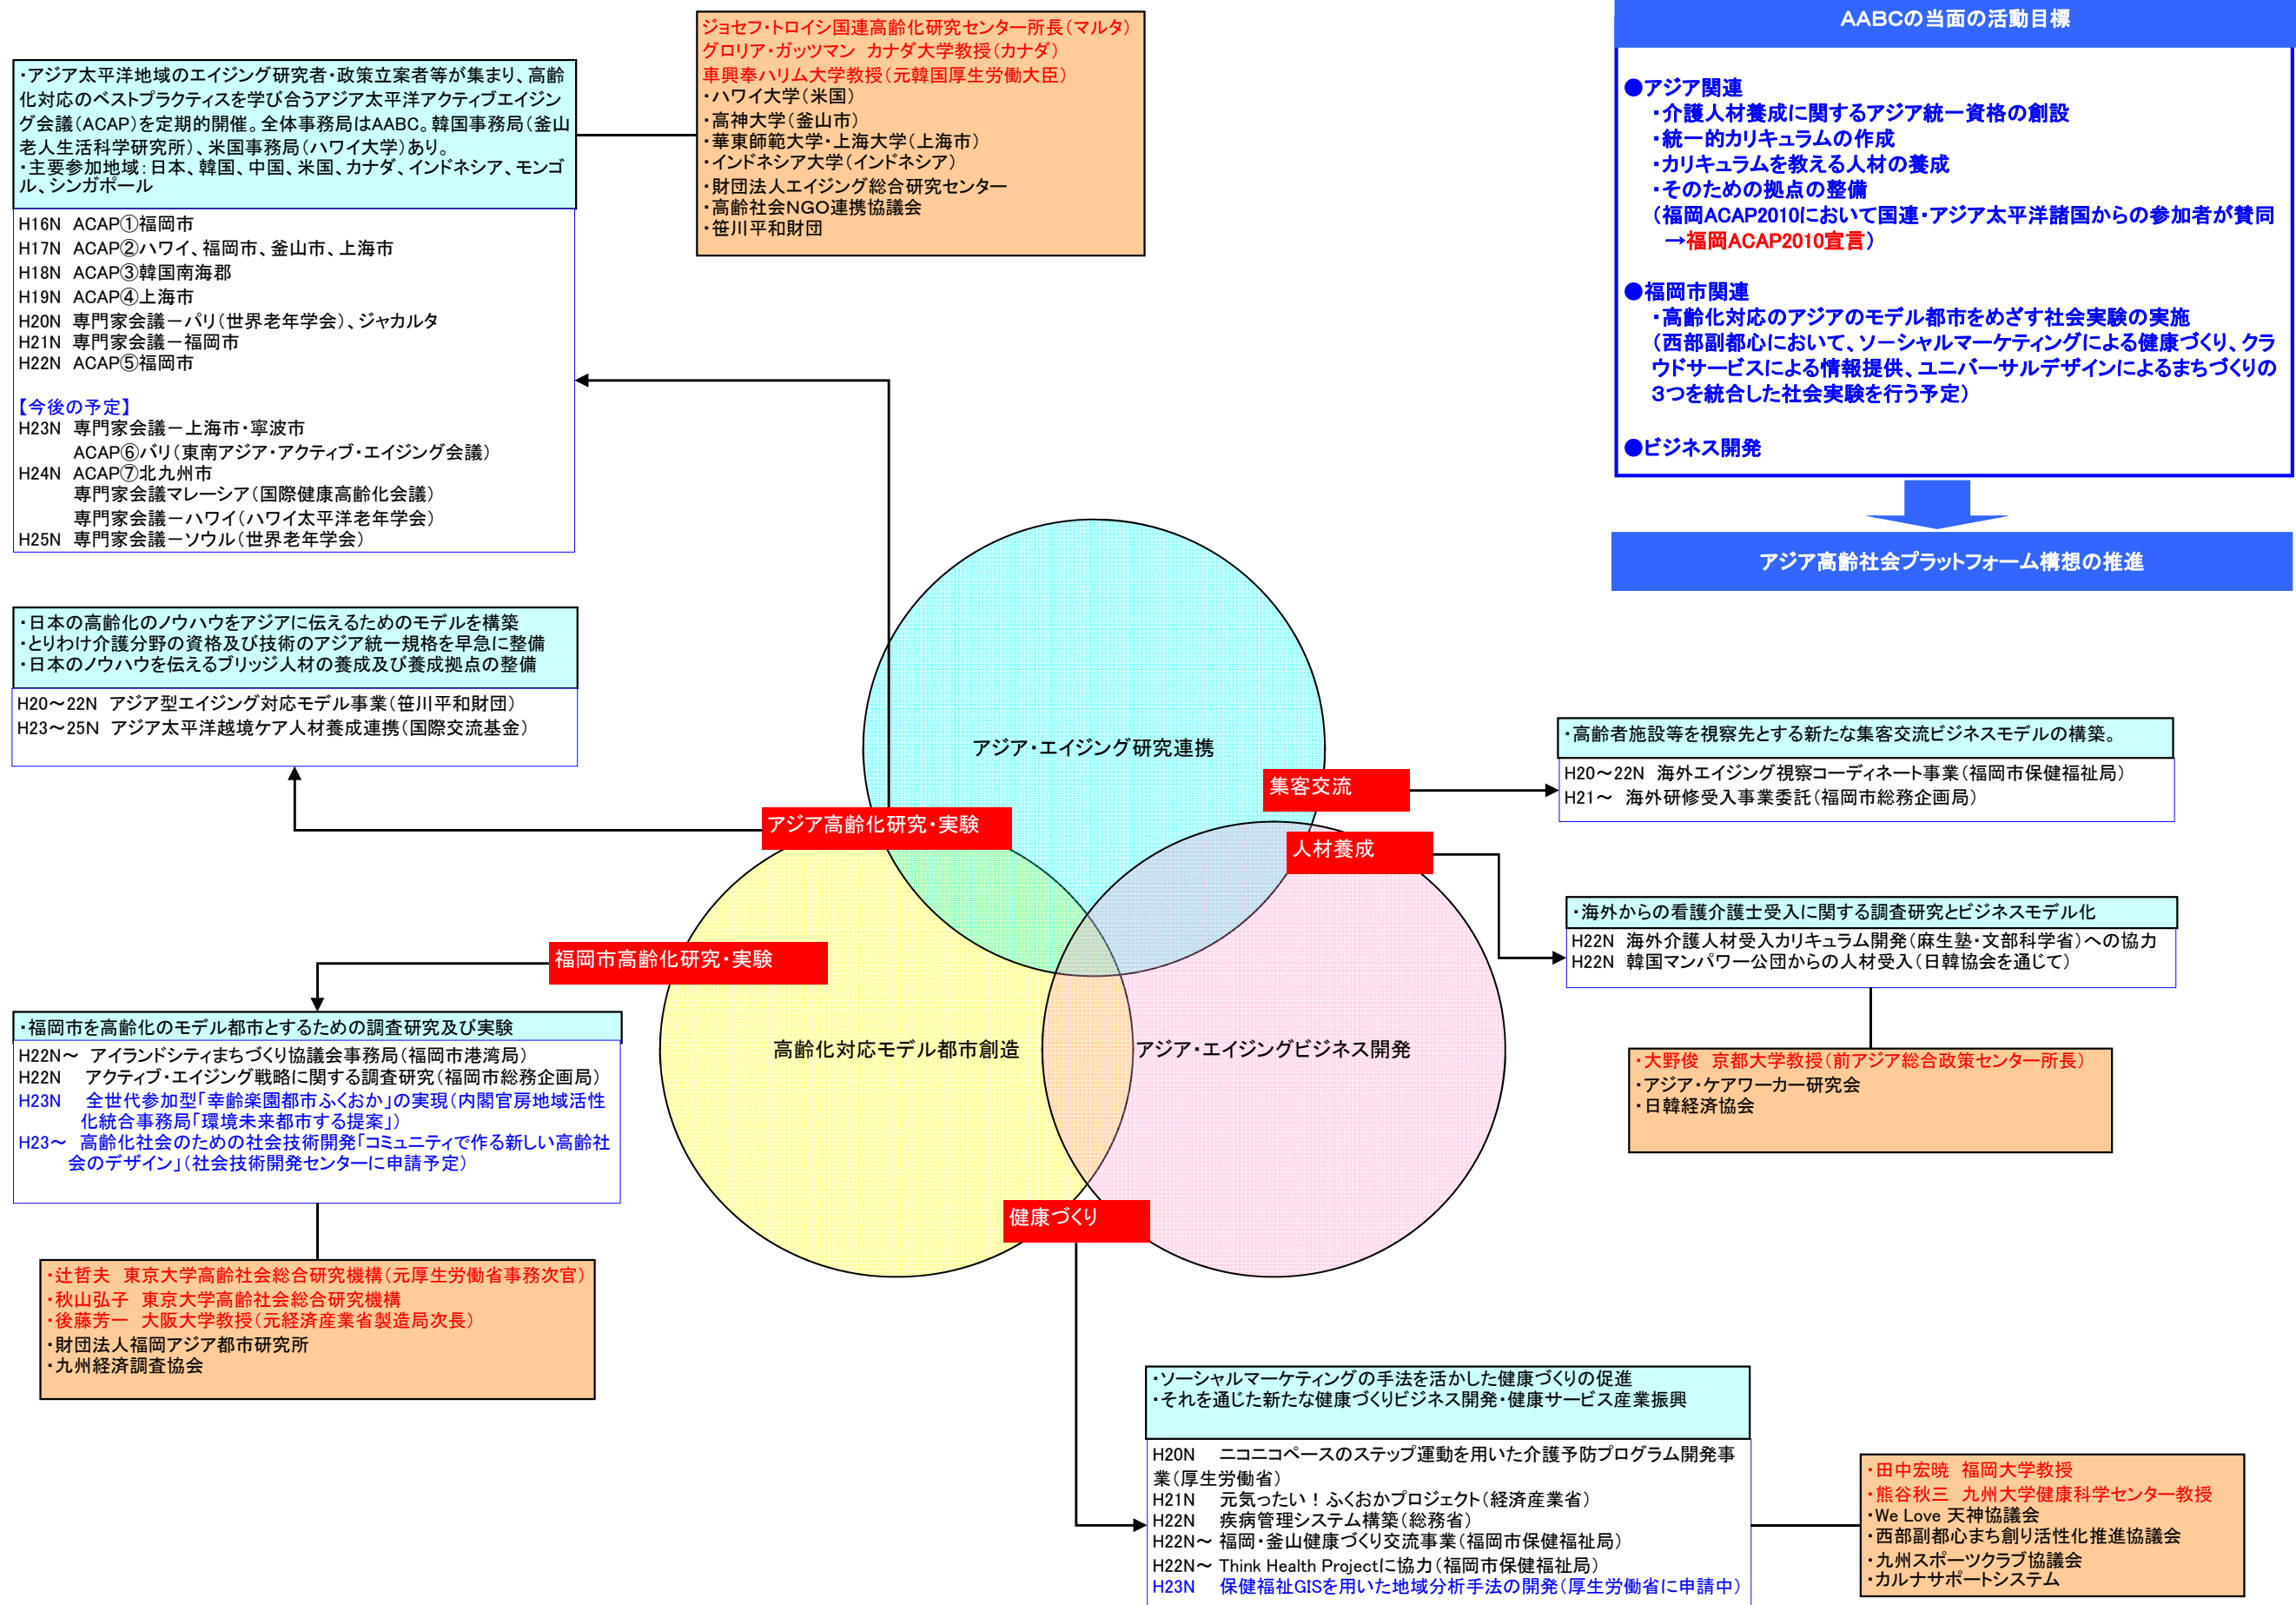 ・アジア太平洋地域のエイジング研究者・政策立案者等が集まり、高齢
化対応のベストプラクティスを学び合うアジア太平洋アクティブエイジン
グ会議（ACAP）を定期的開催。全体事務局はAABC。韓国事務局（釜山
老人生活科学研究所）、米国事務局（ハワイ大学）あり。
・主要参加地域：日本、韓国、中国、米国、カナダ、インドネシア、モンゴ
ル、シンガポール
H16N ACAP①福岡市
H17N ACAP②ハワイ、福岡市、釜山市、上海市
H18N ACAP③韓国南海郡
H19N ACAP④上海市
H20N 専門家会議－パリ（世界老年学会）、ジャカルタ
H21N 専門家会議－福岡市
H22N ACAP⑤福岡市
【今後の予定】
H23N 専門家会議－上海市・寧波市
ACAP⑥バリ（東南アジア・アクティブ・エイジング会議）
H24N ACAP⑦北九州市
専門家会議マレーシア（国際健康高齢化会議）
専門家会議－ハワイ（ハワイ太平洋老年学会）
H25N 専門家会議－ソウル（世界老年学会）
ジョセフ・トロイシ国連高齢化研究センター所長（マルタ）
グロリア・ガッツマン カナダ大学教授（カナダ）
車興奉ハリム大学教授（元韓国厚生労働大臣）
・ハワイ大学（米国）
・高神大学（釜山市）
・華東師範大学・上海大学（上海市）
・インドネシア大学（インドネシア）
・財団法人エイジング総合研究センター
・高齢社会NGO連携協議会
・笹川平和財団
AABCの当面の活動目標
●アジア関連
・介護人材養成に関するアジア統一資格の創設
・統一的カリキュラムの作成
・カリキュラムを教える人材の養成
・そのための拠点の整備
（福岡ACAP2010において国連・アジア太平洋諸国からの参加者が賛同
→福岡ACAP2010宣言）
●福岡市関連
・高齢化対応のアジアのモデル都市をめざす社会実験の実施
（西部副都心において、ソーシャルマーケティングによる健康づくり、クラ
ウドサービスによる情報提供、ユニバーサルデザインによるまちづくりの
３つを統合した社会実験を行う予定）
●ビジネス開発
アジア高齢社会プラットフォーム構想の推進
・日本の高齢化のノウハウをアジアに伝えるためのモデルを構築
・とりわけ介護分野の資格及び技術のアジア統一規格を早急に整備
・日本のノウハウを伝えるブリッジ人材の養成及び養成拠点の整備
H20～22N アジア型エイジング対応モデル事業（笹川平和財団）
H23～25N アジア太平洋越境ケア人材養成連携（国際交流基金）
アジア・エイジング研究連携
集客交流
アジア高齢化研究・実験
人材養成
福岡市高齢化研究・実験
高齢化対応モデル都市創造
アジア・エイジングビジネス開発
健康づくり
・高齢者施設等を視察先とする新たな集客交流ビジネスモデルの構築。
H20～22N 海外エイジング視察コーディネート事業（福岡市保健福祉局）
H21～ 海外研修受入事業委託（福岡市総務企画局）
・海外からの看護介護士受入に関する調査研究とビジネスモデル化
H22N 海外介護人材受入カリキュラム開発（麻生塾・文部科学省）への協力
H22N 韓国マンパワー公団からの人材受入（日韓協会を通じて）
・大野俊 京都大学教授（前アジア総合政策センター所長）
・アジア・ケアワーカー研究会
・日韓経済協会
・福岡市を高齢化のモデル都市とするための調査研究及び実験
H22N～ アイランドシティまちづくり協議会事務局（福岡市港湾局）
H22N アクティブ・エイジング戦略に関する調査研究（福岡市総務企画局）
H23N 全世代参加型「幸齢楽園都市ふくおか」の実現（内閣官房地域活性
化統合事務局「環境未来都市する提案」）
H23～ 高齢化社会のための社会技術開発「コミュニティで作る新しい高齢社
会のデザイン」（社会技術開発センターに申請予定）
・辻哲夫 東京大学高齢社会総合研究機構（元厚生労働省事務次官）
・秋山弘子 東京大学高齢社会総合研究機構
・後藤芳一 大阪大学教授（元経済産業省製造局次長）
・財団法人福岡アジア都市研究所
・九州経済調査協会
・ソーシャルマーケティングの手法を活かした健康づくりの促進
・それを通じた新たな健康づくりビジネス開発・健康サービス産業振興
H20N ニコニコペースのステップ運動を用いた介護予防プログラム開発事
業（厚生労働省）
H21N 元気ったい！ふくおかプロジェクト（経済産業省）
H22N 疾病管理システム構築（総務省）
H22N～ 福岡・釜山健康づくり交流事業（福岡市保健福祉局）
H22N～ Think Health Projectに協力（福岡市保健福祉局）
H23N 保健福祉GISを用いた地域分析手法の開発（厚生労働省に申請中）
・田中宏暁 福岡大学教授
・熊谷秋三 九州大学健康科学センター教授
・We Love 天神協議会
・西部副都心まち創り活性化推進協議会
・九州スポーツクラブ協議会
・カルナサポートシステム